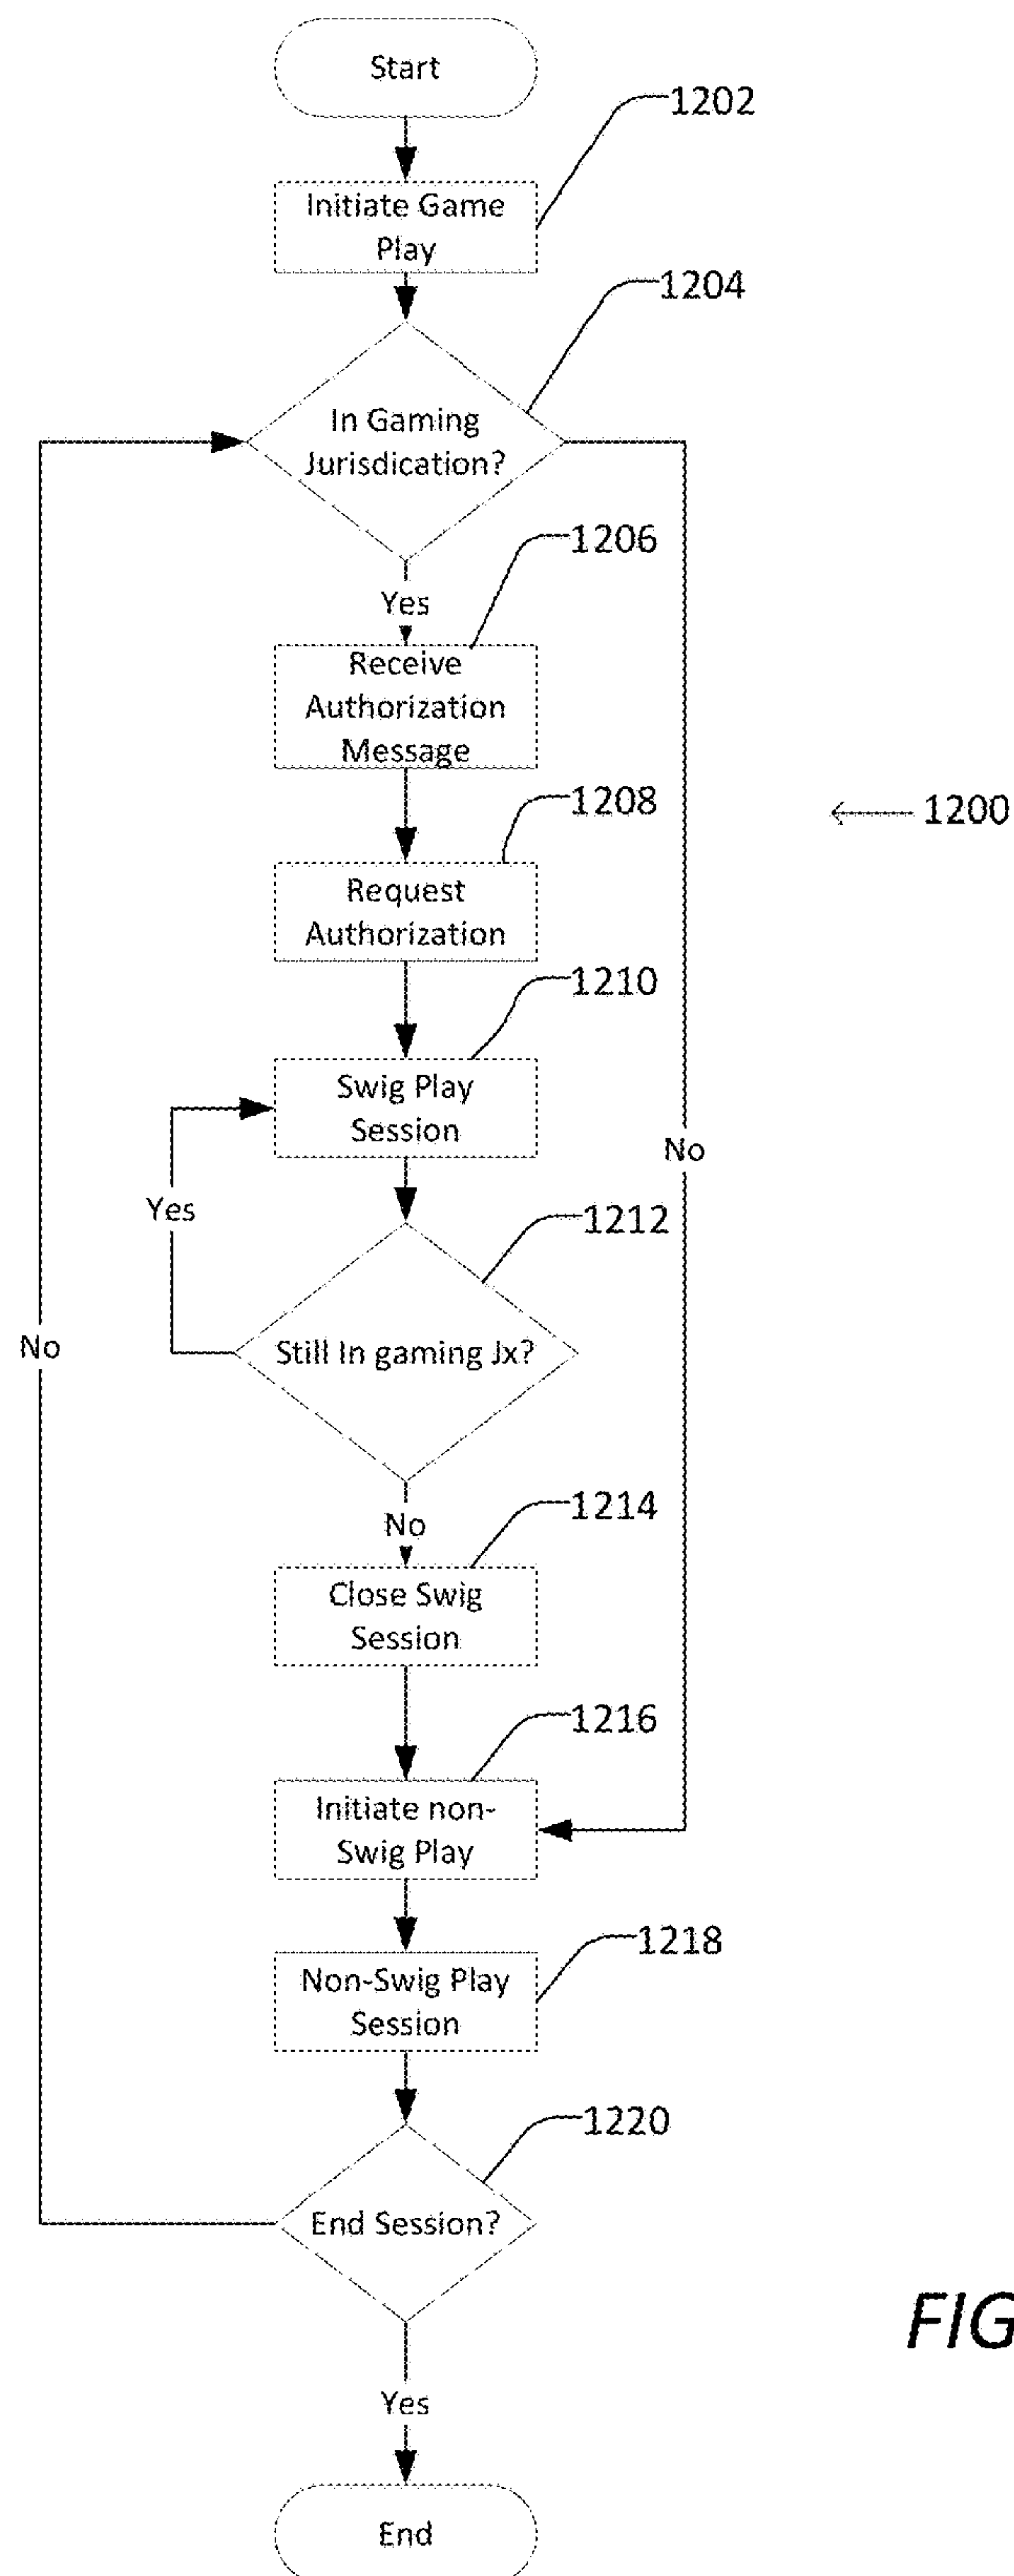 Start
1202
Initiate Game
Play
1204
In Gaming
Jurisdication?
1206
Yes
Receive
Authorization
Message
1208
1200
Request
Authorization
1210
Swig Play
Session
No
Yes
1212
No
Still In gaming Jx?
1214
No
Close Swig
Session
1216
Initiate non-
Swig Play
1218
Non-Swig Play
Session
1220
End Session?
FIG
Yes
End